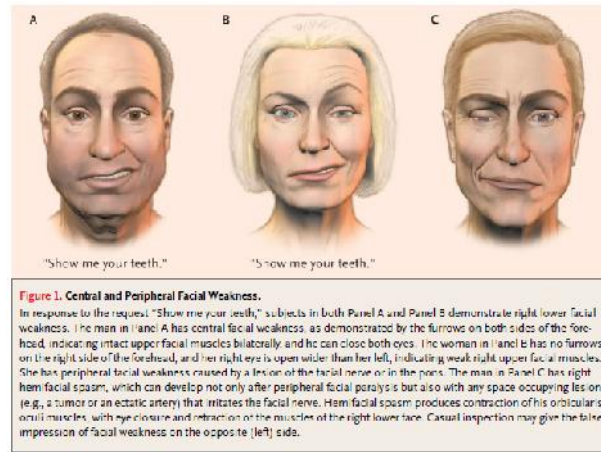 A
B
C
"Show me your teeth."
"Show me your teeth."
Figure 1. Central and Peripheral Facial Weakness.
In response to the request "Show me your teeth," subjects in both Panel A and Panel B demonstrate right lower facial
weakness. The man in Panel A has central facial weakness, as demonstrated by the furrows on both sides of the fore-
head, indicating intact upper facial muscles bilaterally, and he can close both eyes. The woman in Panel B has no furrows
on the right side of the forehead, and her right eye is open wider than her left, indicating weak right upper facial muscles.
She has peripheral facial weakness caused by a lesion of the facial nerve or in the pons. The man in Panel C has right
hemifacial spasm, which can develop not only after peripheral facial paralysis but also with any space occupying lesion
(e.g., a tumor or an ectatic artery) that irritates the facial nerve. Hemifacial spasm produces contraction of his orbicularis
oculi muscles, with eye closure and retraction of the muscles of the right lower face. Casual inspection may give the false
impression of facial weakness on the opposite (left) side.